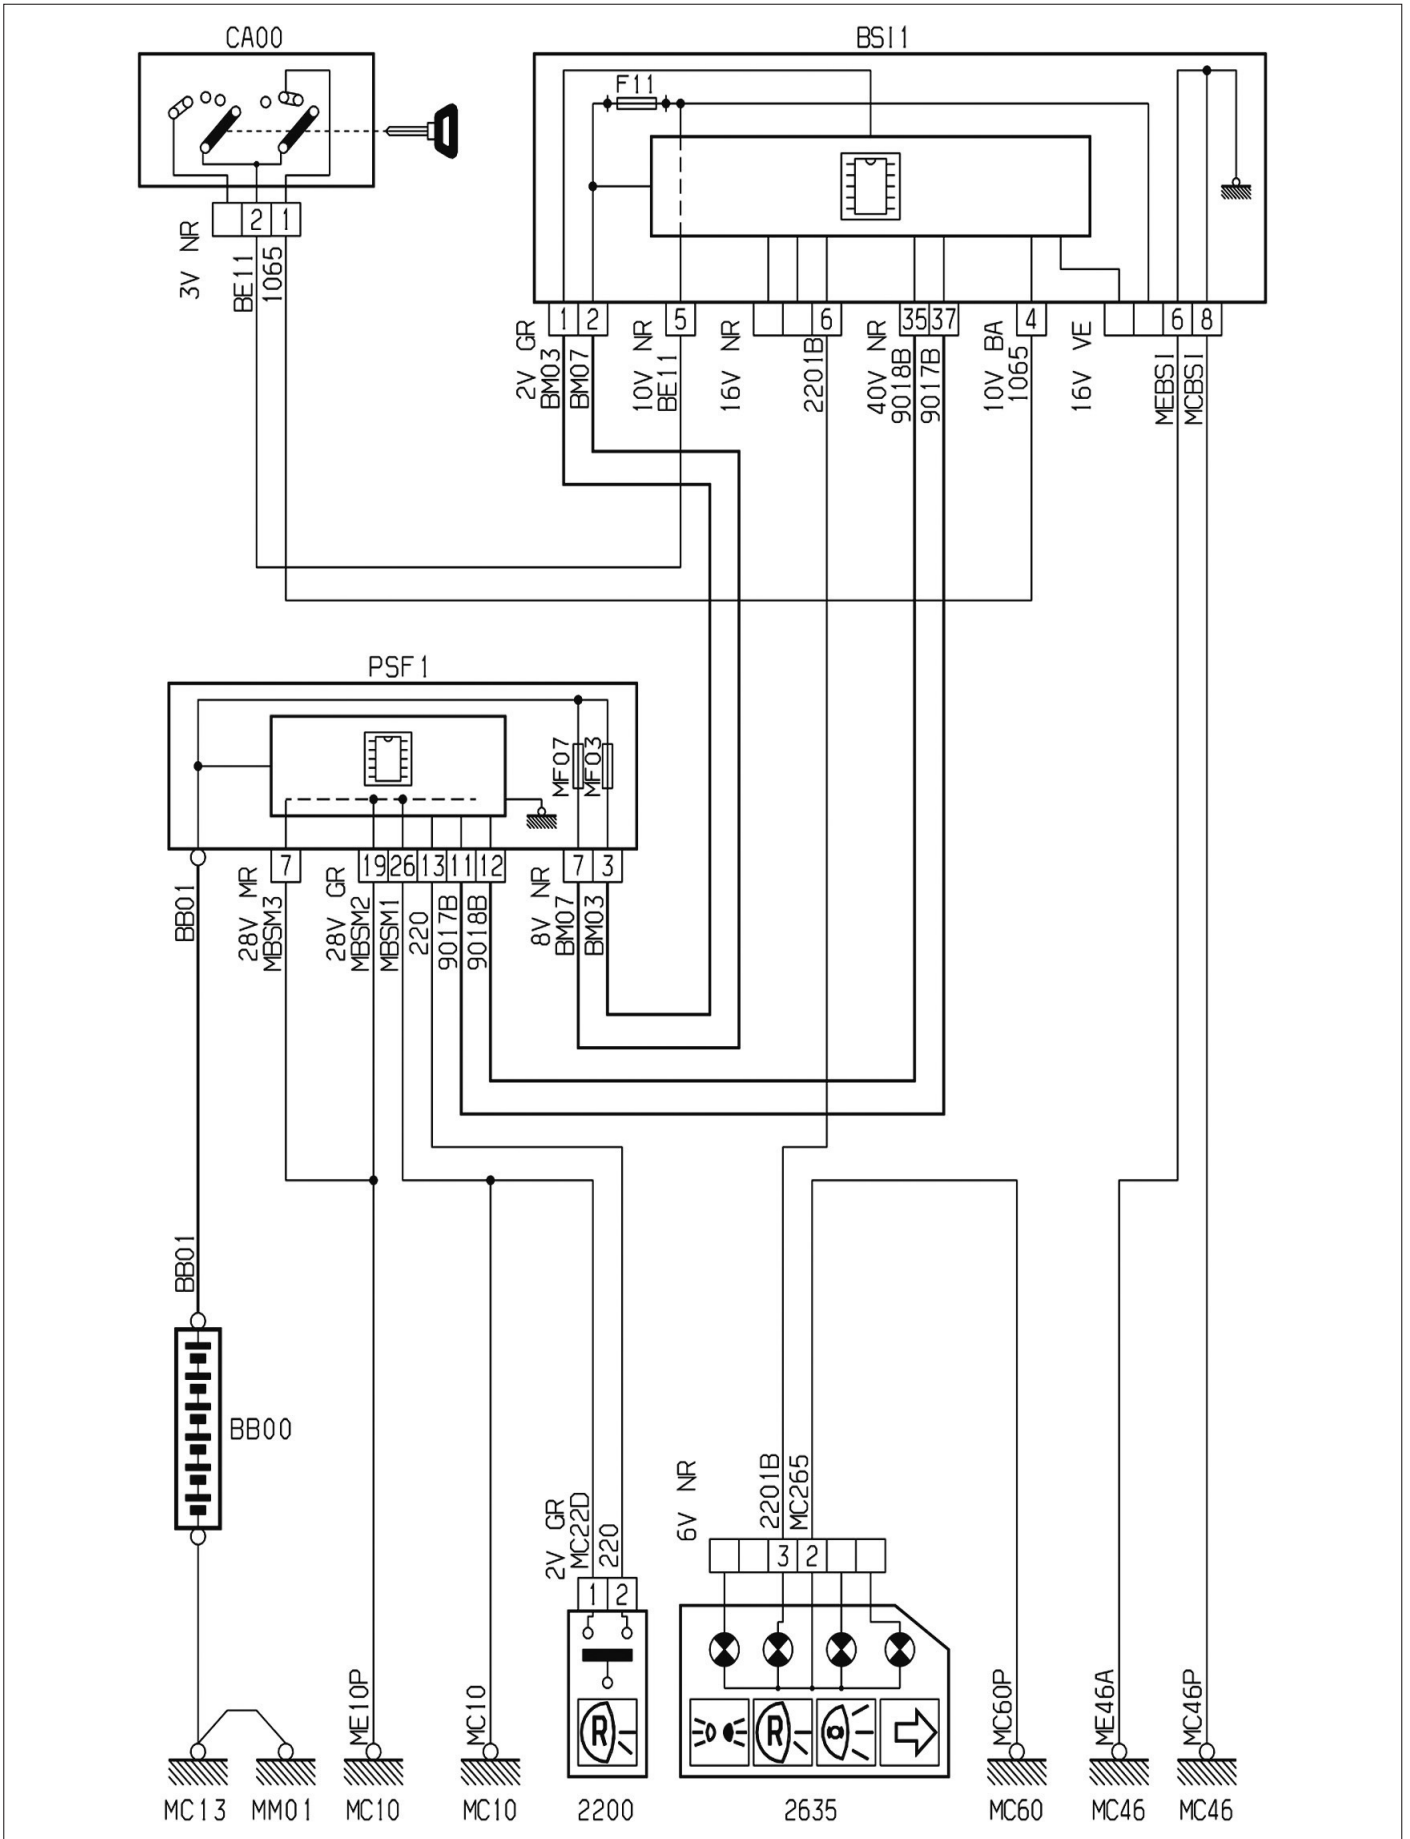 CA00
BSI1
F11
2
1
3V NR
BE11
1065
1
2
5
6
35
37
4
6
8
2V GR
BM03
BM07
10V NR
BE11
16V NR
2201B
40V NR
9018B
9017B
10V BA
1065
16V VE
MEBSI
MCBSI
PSF1
MF07
MF03
7
19
26
13
11
12
7
3
BB01
28V MR
MBSM3
28V GR
MBSM2
MBSM1
220
9017B
9018B
8V NR
BM07
BM03
BB01
BB00
2V GR
MC22D
220
6V NR
2201B
MC265
3
2
1
2
ME10P
MC10
MC60P
ME46A
MC46P
R
R
MC13
MM01
MC10
MC10
2200
2635
MC60
MC46
MC46